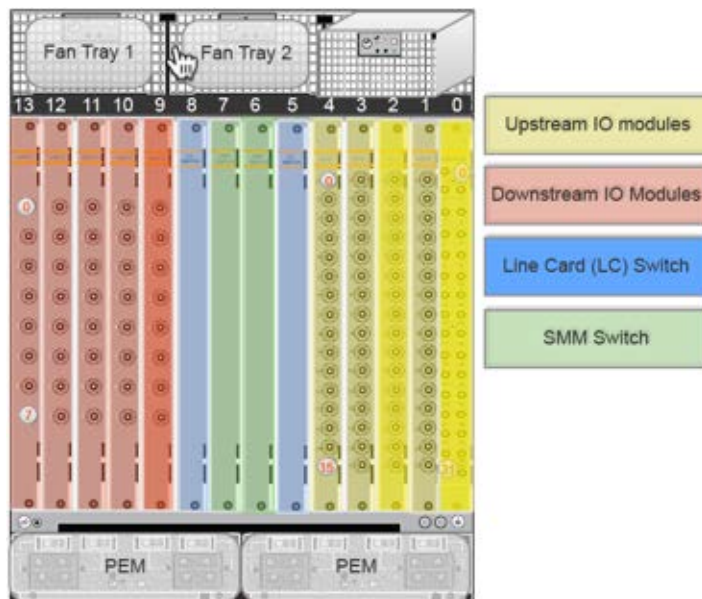 Fan Tray 1
Fan Tray 2
13 12 11 10 9 8 7 6 5 4 3 2 1 0
Upstream IO modules
Downstream IO Modules
Line Card (LC) Switch
SMM Switch
0
0
0
7
15
31
PEM
PEM